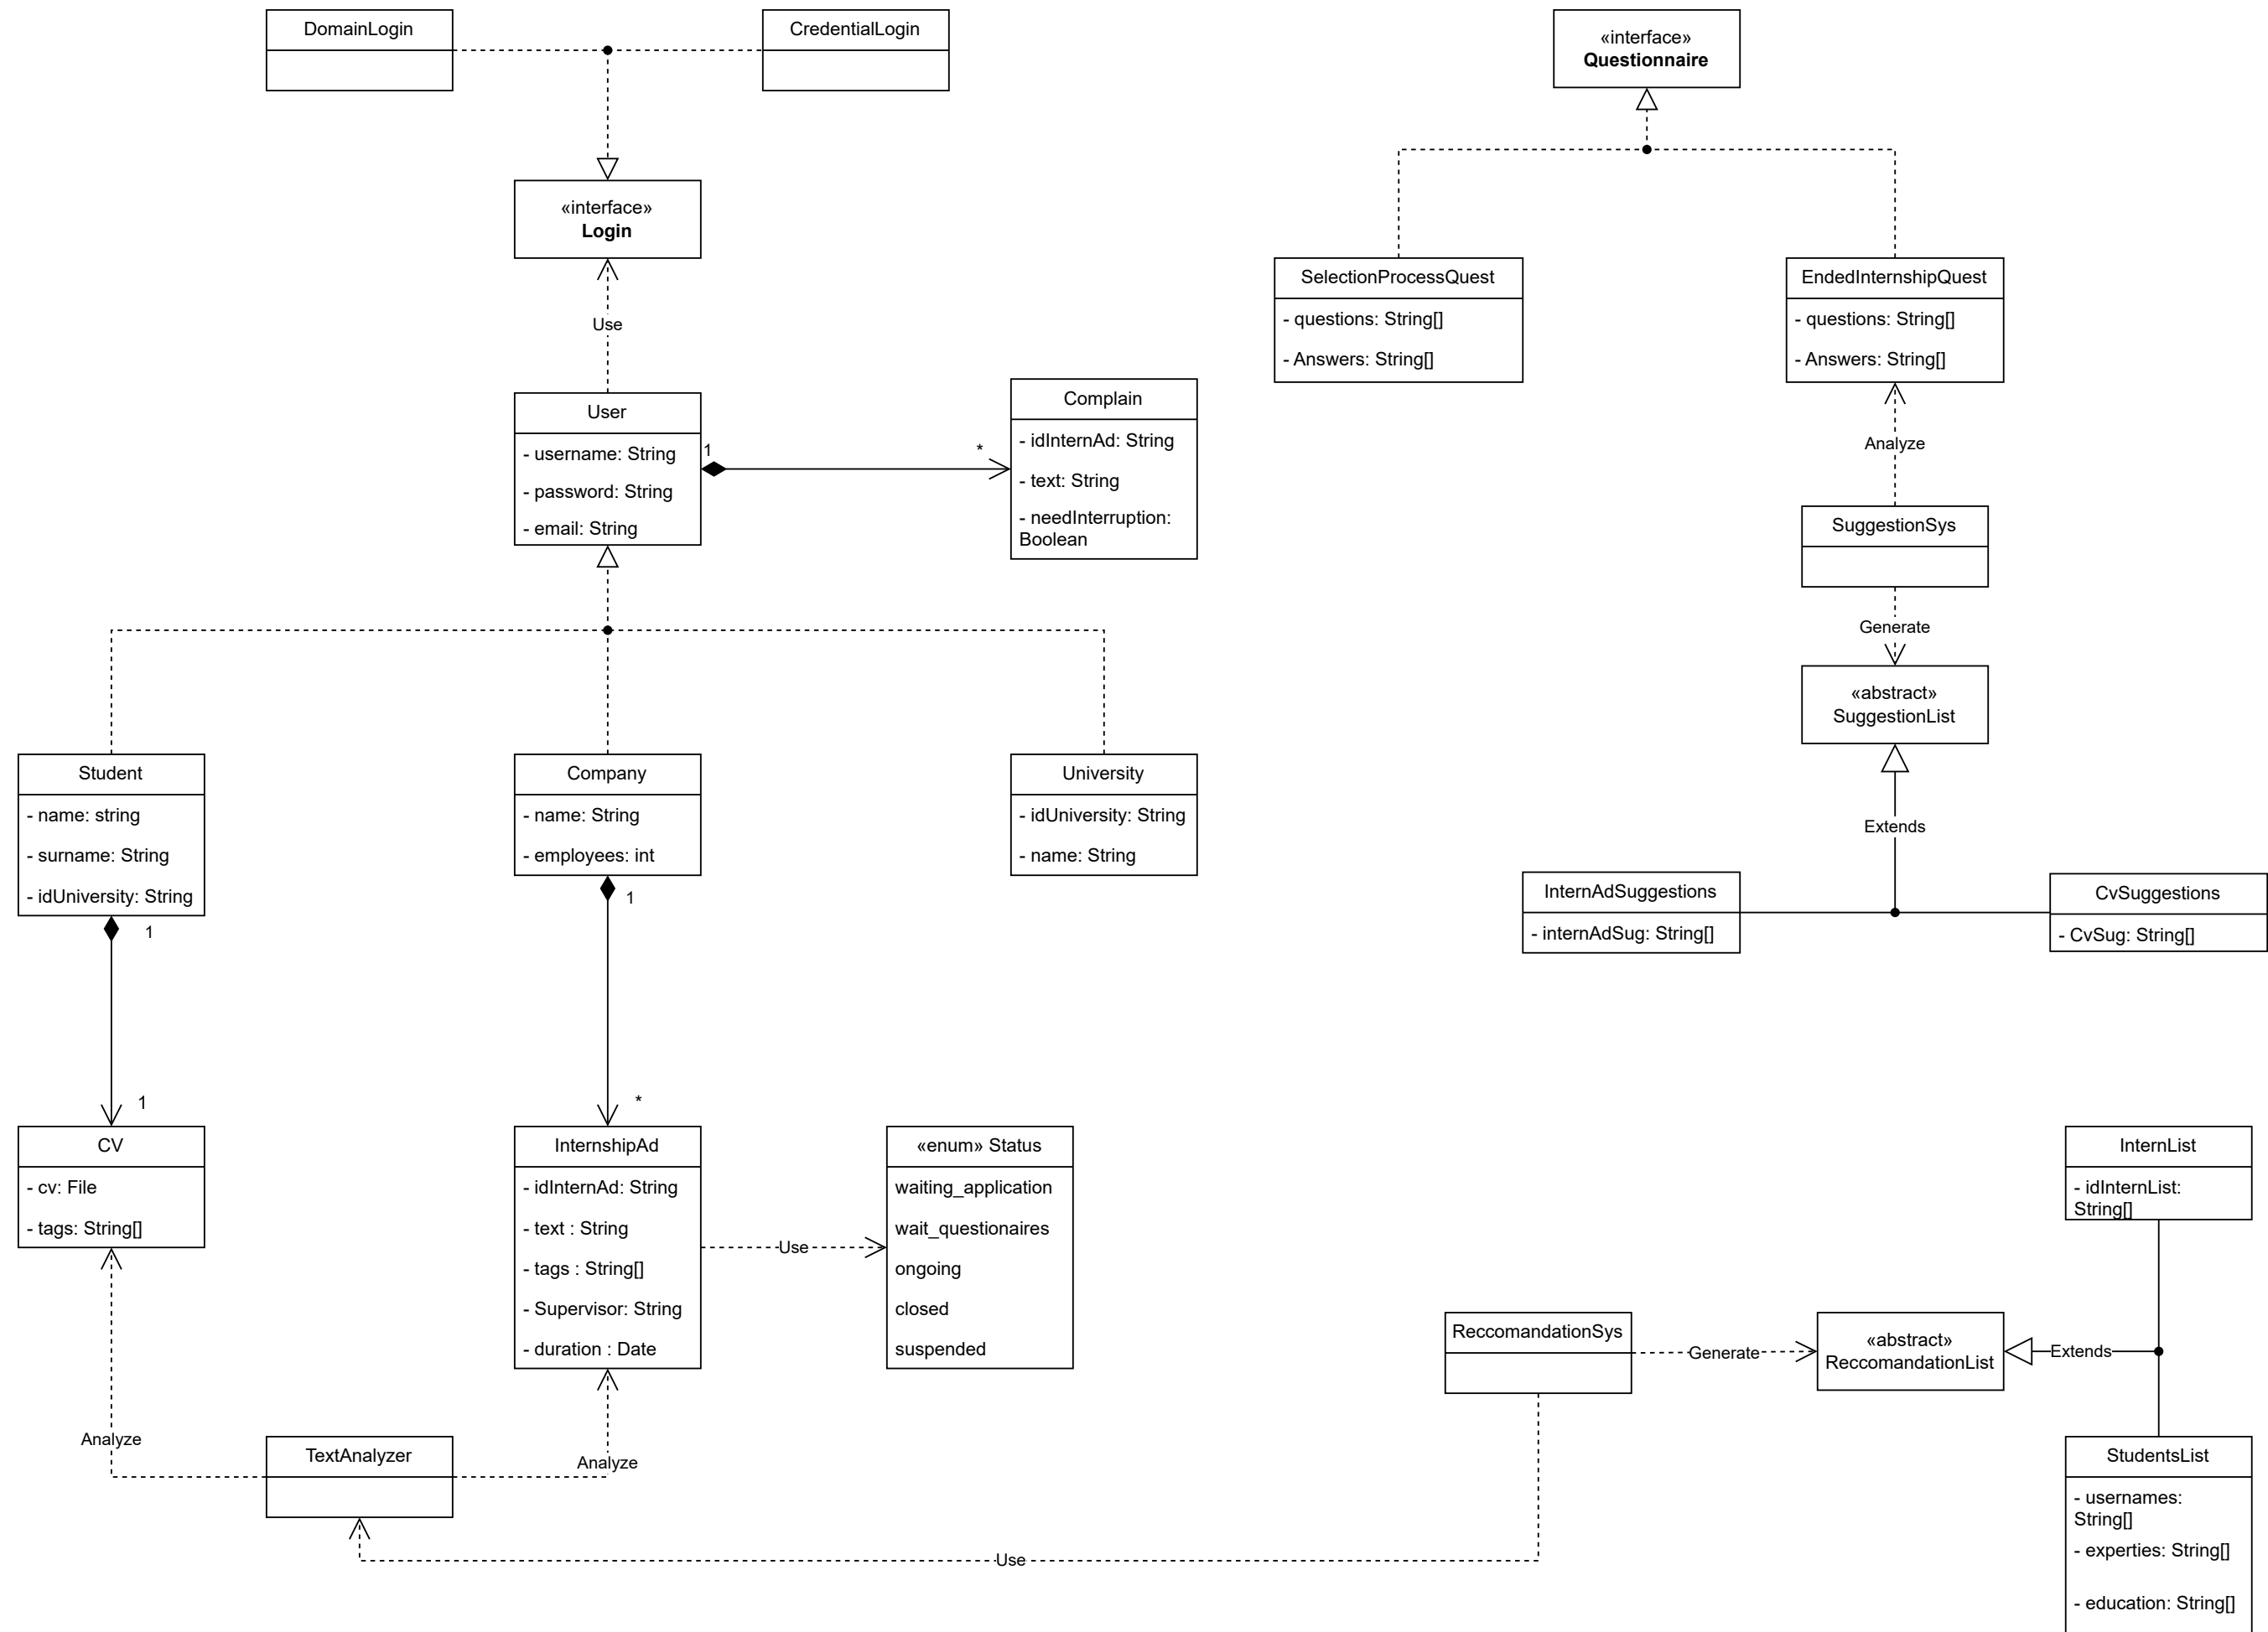 DomainLogin
CredentialLogin
«interface»
Questionnaire
«interface»
Login
Use
SelectionProcessQuest
- questions: String[]
- Answers: String[]
EndedInternshipQuest
- questions: String[]
- Answers: String[]
User
- username: String
- password: String
- email: String
1
*
Complain
- idInternAd: String
- text: String
- needInterruption:
Boolean
Analyze
SuggestionSys
Generate
«abstract»
SuggestionList
Extends
Student
- name: string
- surname: String
- idUniversity: String
Company
- name: String
- employees: int
University
- idUniversity: String
- name: String
InternAdSuggestions
- internAdSug: String[]
CvSuggestions
- CvSug: String[]
1
1
1
*
CV
- cv: File
- tags: String[]
InternshipAd
- idInternAd: String
- text : String
- tags : String[]
- Supervisor: String
- duration : Date
Use
«enum» Status
waiting_application
wait_questionaires
ongoing
closed
suspended
InternList
- idInternList:
String[]
ReccomandationSys
Generate
«abstract»
ReccomandationList
Extends
Analyze
TextAnalyzer
Analyze
StudentsList
- usernames:
String[]
- experties: String[]
- education: String[]
Use